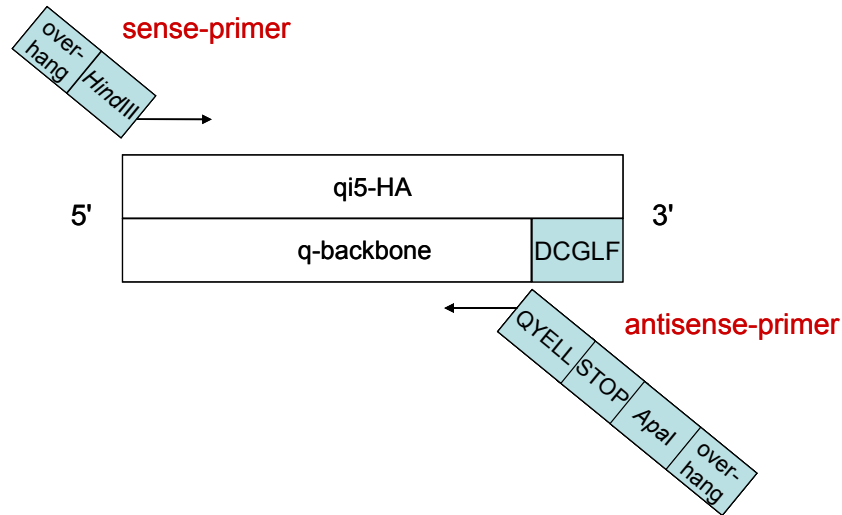 sense-primer
over-
hang
HindIII
qi5-HA
5'
3'
q-backbone
DCGLF
antisense-primer
QYELL
STOP
ApaI
over-
hang